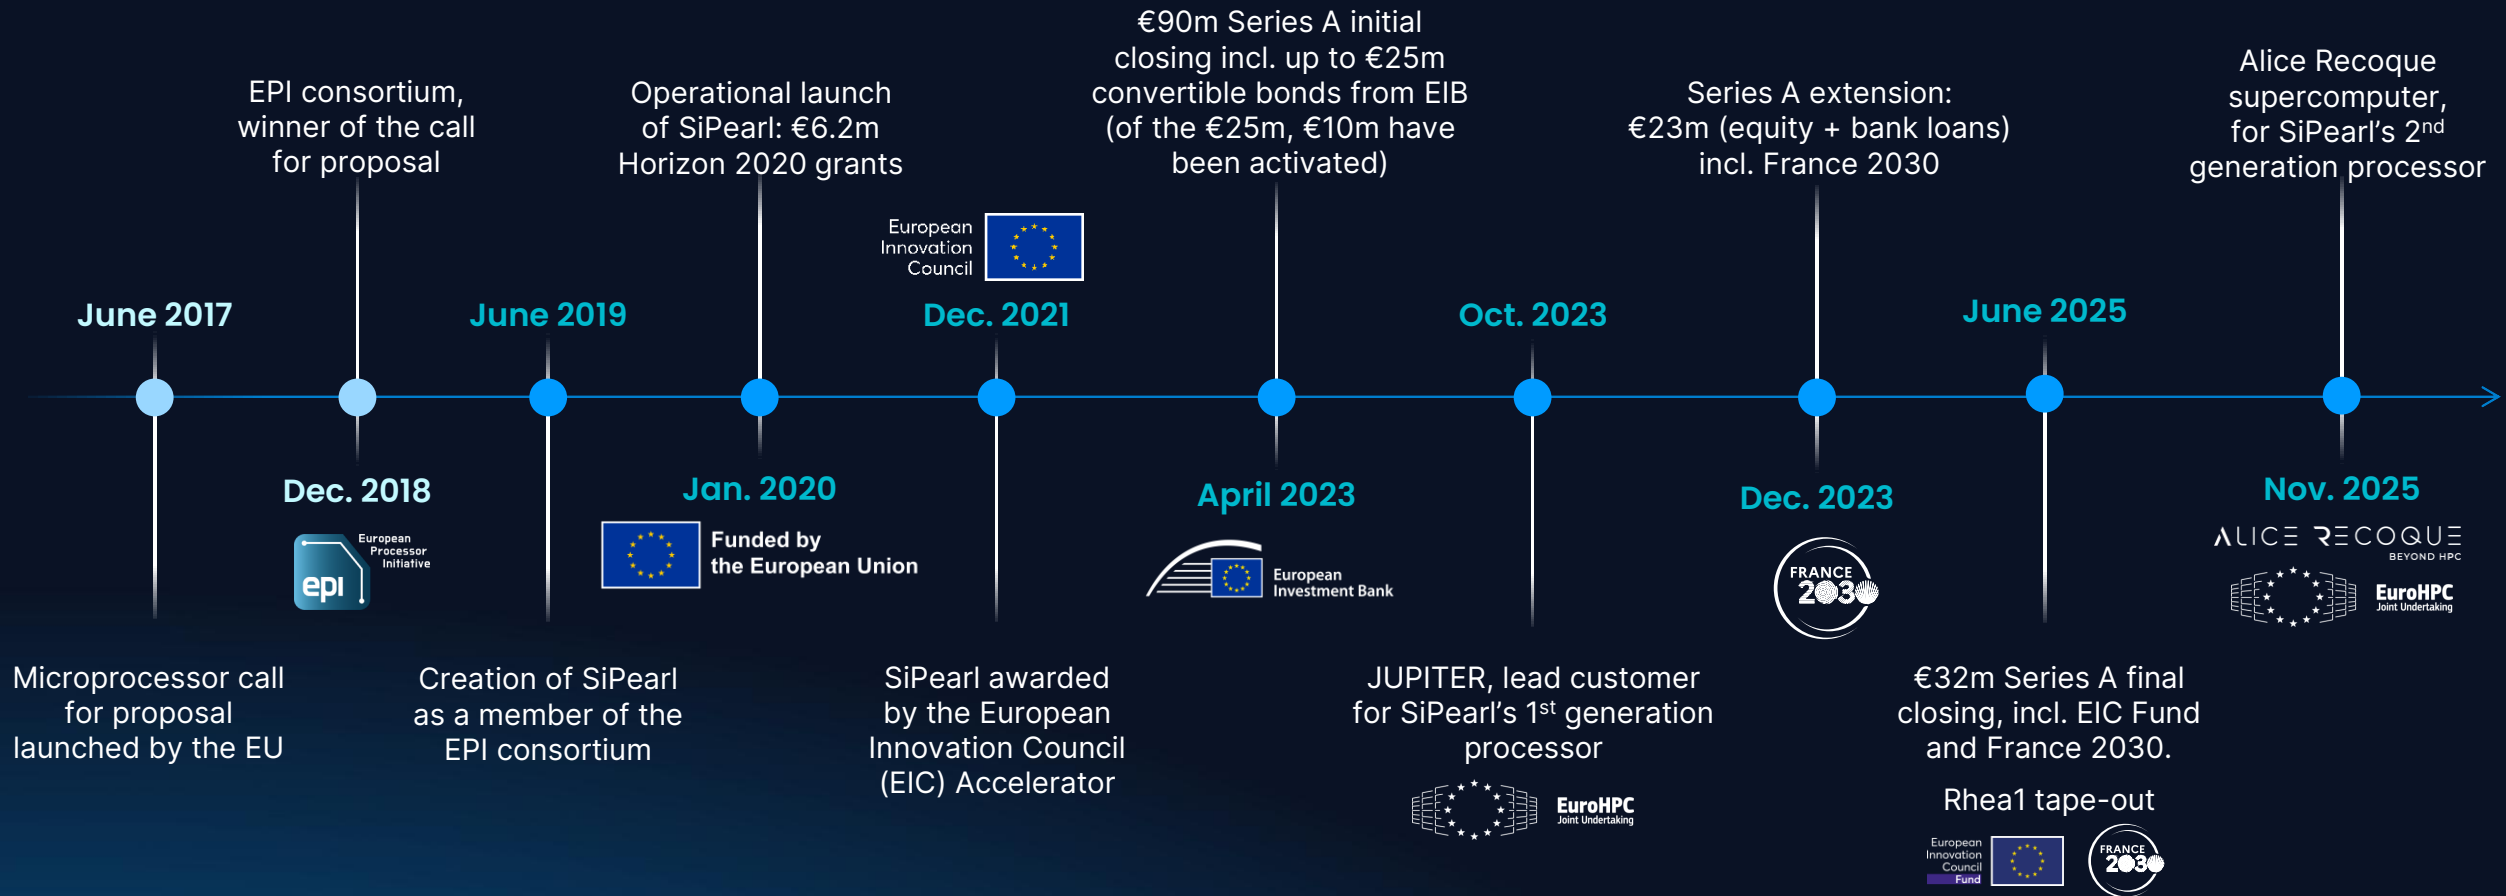 June 2017
Microprocessor call
for proposal
launched by the EU
EPI consortium,
winner of the call
for proposal
Dec. 2018
epi
European
Processor
Initiative
June 2019
Creation of SiPearl
as a member of the
EPI consortium
Operational launch
of SiPearl: €6.2m
Horizon 2020 grants
Jan. 2020
Funded by
the European Union
European
Innovation
Council
Dec. 2021
SiPearl awarded
by the European
Innovation Council
(EIC) Accelerator
€90m Series A initial
closing incl. up to €25m
convertible bonds from EIB
(of the €25m, €10m have
been activated)
April 2023
European
Investment Bank
Oct. 2023
JUPITER, lead customer
for SiPearl’s 1st generation
processor
EuroHPC
Joint Undertaking
Series A extension:
€23m (equity + bank loans)
incl. France 2030
Dec. 2023
FRANCE
2030
June 2025
€32m Series A final
closing, incl. EIC Fund
and France 2030.
Rhea1 tape-out
European
Innovation
Council
Fund
FRANCE
2030
Alice Recoque
supercomputer,
for SiPearl’s 2nd
generation processor
Nov. 2025
ALICE RECOQUE
BEYOND HPC
EuroHPC
Joint Undertaking